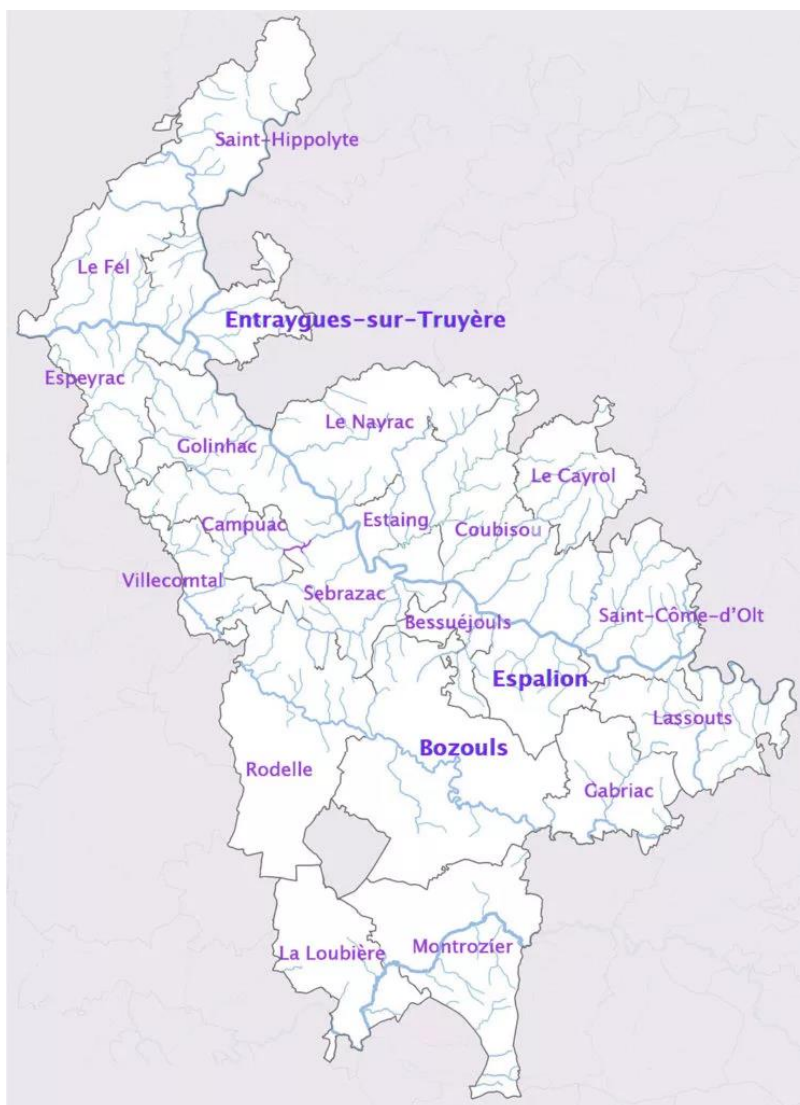 Saint-Hippolyte
Le Fel
Entraygues-sur-Truyère
Espeyrac
Le Nayrac
Golinhac
Le Cayrol
Estaing
Campuac
Coubisou
Villecomtal
Sebrazac
Bessuéjouls
Saint-Côme-d'Olt
Espalion
Lassouts
Bozouls
Rodelle
Gabriac
La Loubière
Montrozier